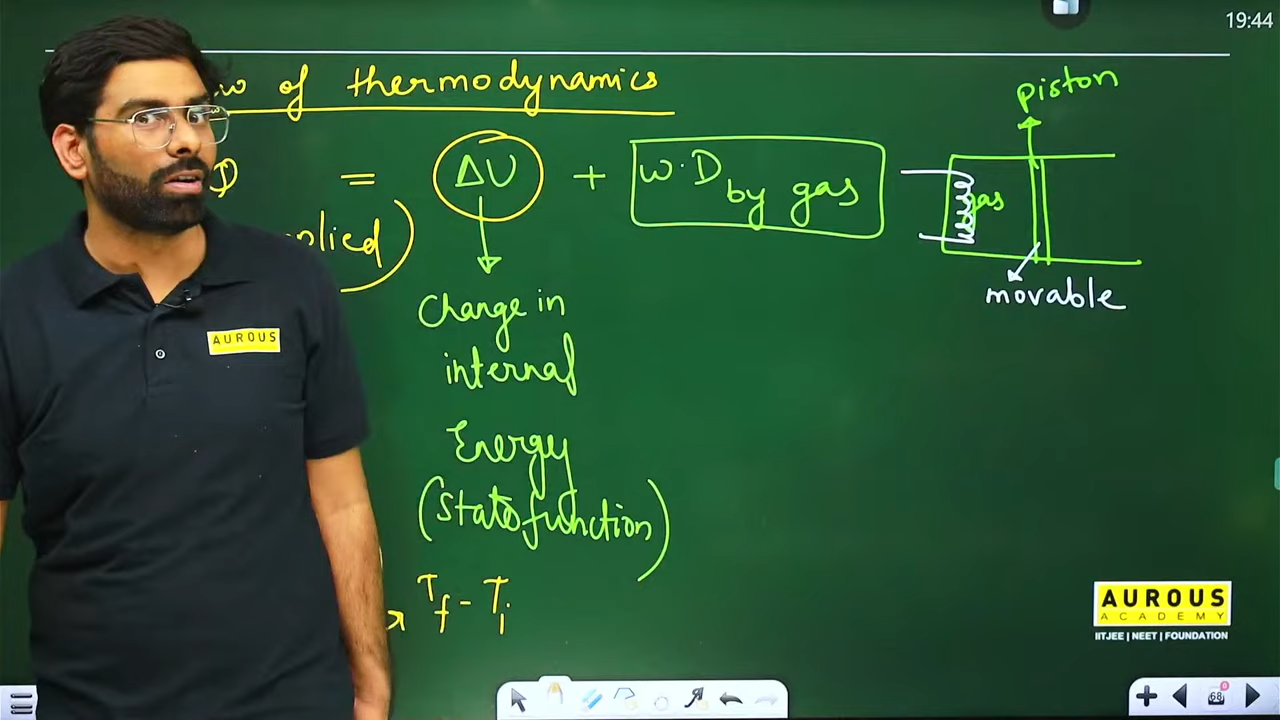 19:44
of thermodynamics
piston
= ΔU + W.D by gas
gas
movable
Change in
internal
Energy
(State function)
Tf - Ti
AUROUS
AUROUS
ACADEMY
IITJEE | NEET | FOUNDATION
68